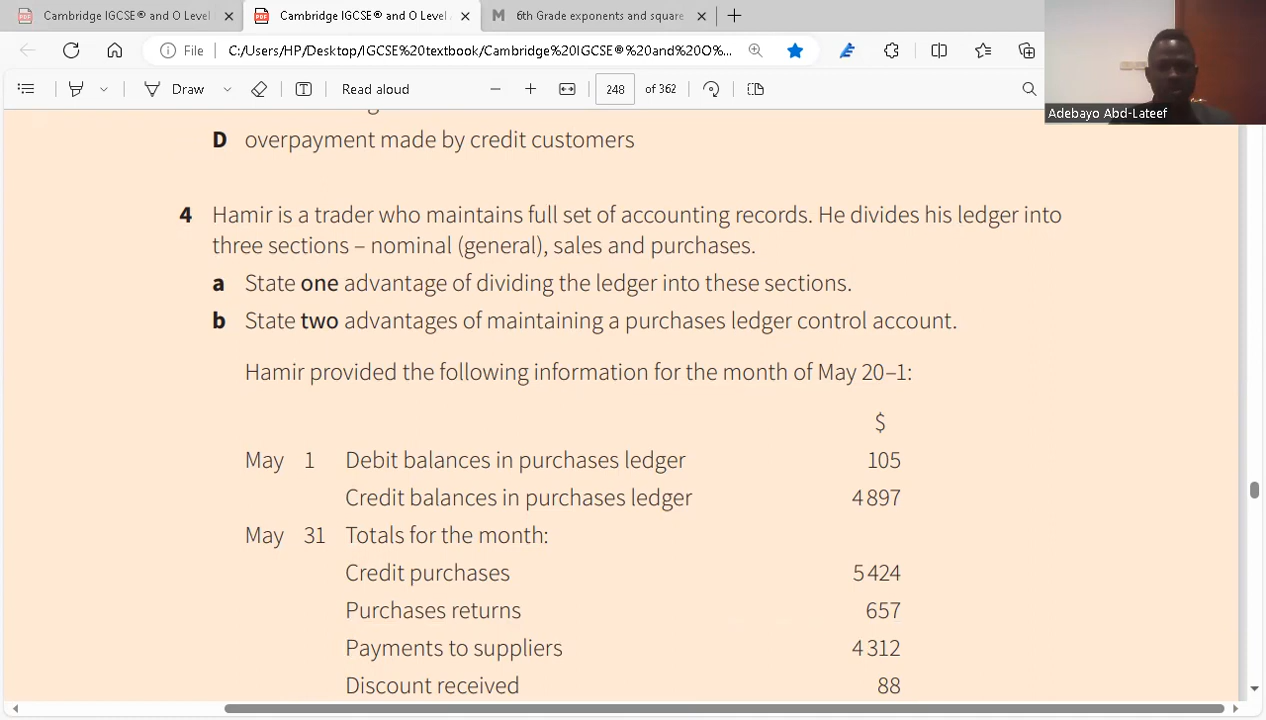 Cambridge IGCSE® and O Level
Cambridge IGCSE® and O Level
6th Grade exponents and square
File
C:/Users/HP/Desktop/IGCSE%20textbook/Cambridge%20IGCSE®%20and%20O%...
Draw
Read aloud
248 of 362
Adebayo Abd-Lateef
D overpayment made by credit customers
4 Hamir is a trader who maintains full set of accounting records. He divides his ledger into
three sections – nominal (general), sales and purchases.
a State one advantage of dividing the ledger into these sections.
b State two advantages of maintaining a purchases ledger control account.
Hamir provided the following information for the month of May 20–1:
$
May 1 Debit balances in purchases ledger 105
Credit balances in purchases ledger 4 897
May 31 Totals for the month:
Credit purchases 5 424
Purchases returns 657
Payments to suppliers 4 312
Discount received 88